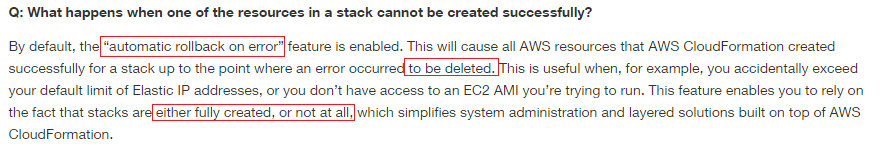 Q: What happens when one of the resources in a stack cannot be created successfully?
By default, the “automatic rollback on error” feature is enabled. This will cause all AWS resources that AWS CloudFormation created
successfully for a stack up to the point where an error occurred to be deleted. This is useful when, for example, you accidentally exceed
your default limit of Elastic IP addresses, or you don’t have access to an EC2 AMI you’re trying to run. This feature enables you to rely on
the fact that stacks are either fully created, or not at all, which simplifies system administration and layered solutions built on top of AWS
CloudFormation.